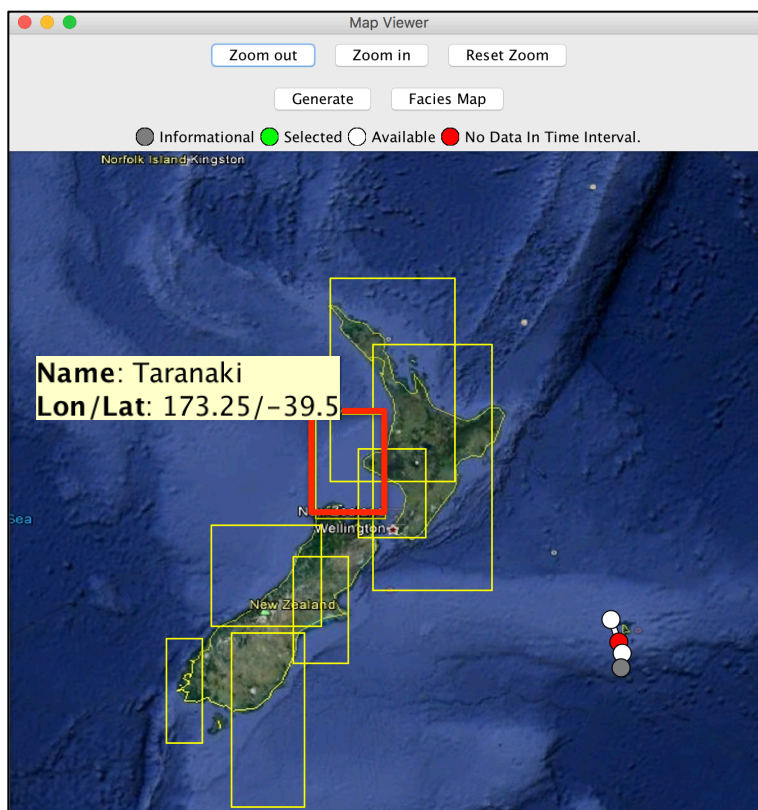 Map Viewer
Zoom out Zoom in Reset Zoom
Generate Facies Map
Informational Selected Available No Data In Time Interval.
Norfolk Island Kingston
Name: Taranaki
Lon/Lat: 173.25/-39.5
Sea
Wellington
New Zealand